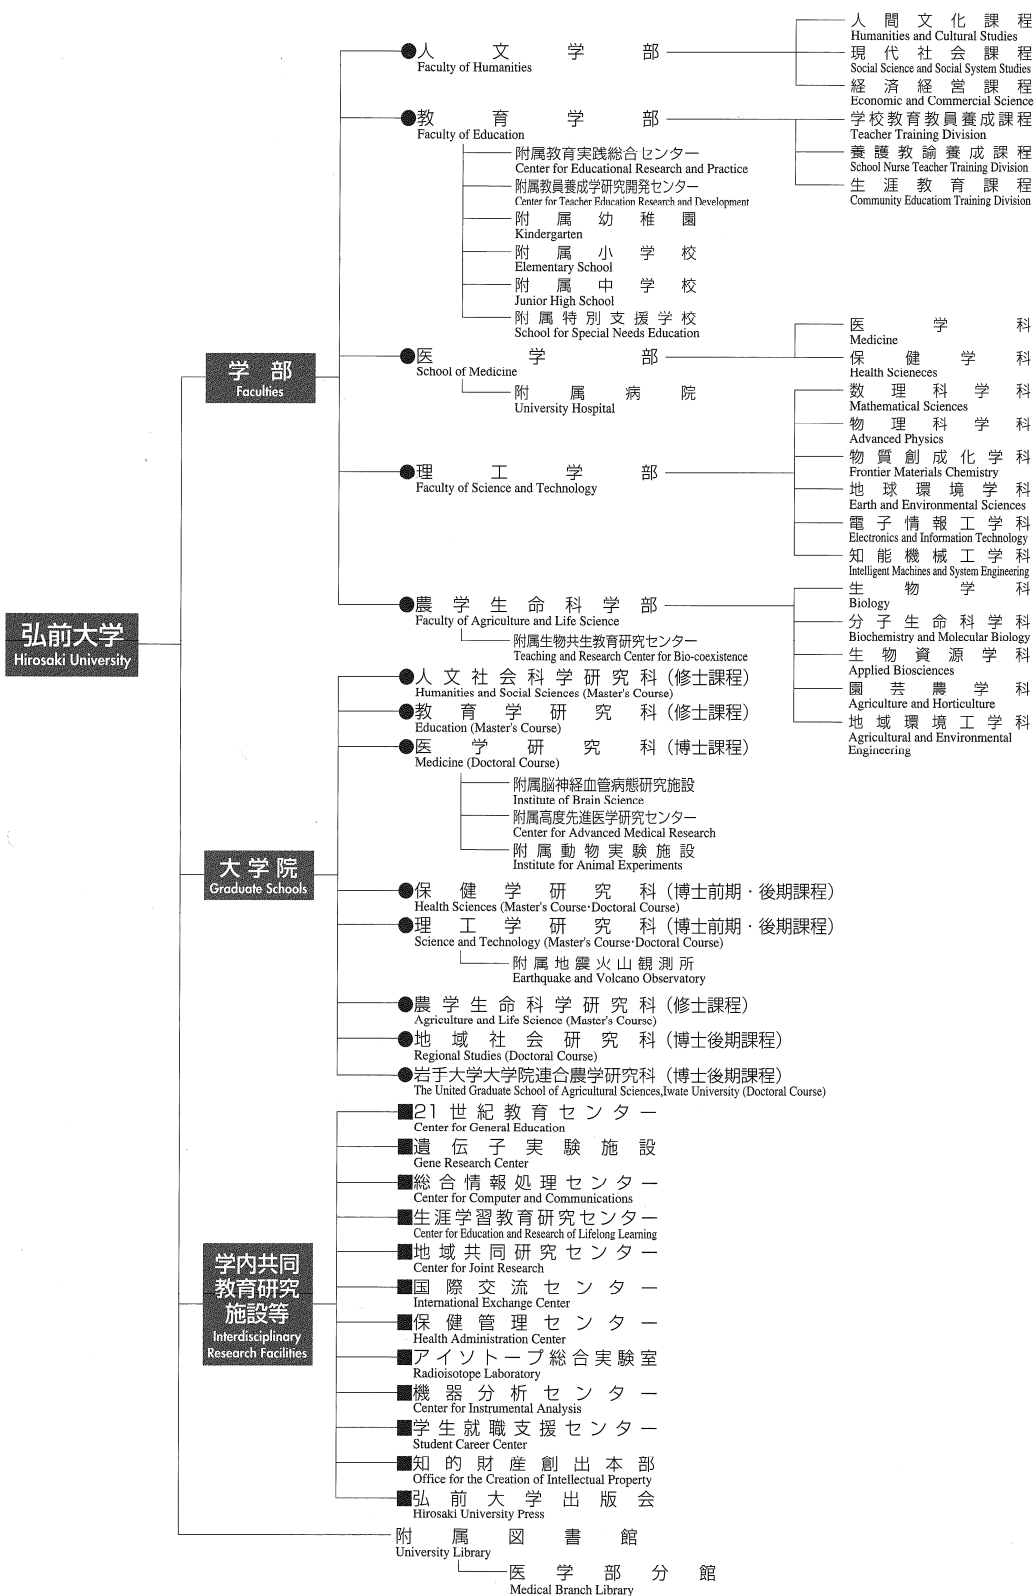 弘前大学
Hirosaki University
学部
Faculties
人文学部
Faculty of Humanities
人間文化課程
Humanities and Cultural Studies
現代社会課程
Social Science and Social System Studies
経済経営課程
Economic and Commercial Science
教育学部
Faculty of Education
学校教育教員養成課程
Teacher Training Division
養護教諭養成課程
School Nurse Teacher Training Division
生涯教育課程
Community Educatiom Training Division
附属教育実践総合センター
Center for Educational Research and Practice
附属教員養成学研究開発センター
Center for Teacher Education Research and Development
附属幼稚園
Kindergarten
附属小学校
Elementary School
附属中学校
Junior High School
附属特別支援学校
School for Special Needs Education
医学部
School of Medicine
医学科
Medicine
保健学科
Health Scieneces
附属病院
University Hospital
理工学部
Faculty of Science and Technology
数理科学科
Mathematical Sciences
物理科学科
Advanced Physics
物質創成化学科
Frontier Materials Chemistry
地球環境学科
Earth and Environmental Sciences
電子情報工学科
Electronics and Information Technology
知能機械工学科
Intelligent Machines and System Engineering
農学生命科学部
Faculty of Agriculture and Life Science
生物学科
Biology
分子生命科学科
Biochemistry and Molecular Biology
生物資源学科
Applied Biosciences
園芸農学科
Agriculture and Horticulture
地域環境工学科
Agricultural and Environmental
Engineering
附属生物共生教育研究センター
Teaching and Research Center for Bio-coexistence
大学院
Graduate Schools
人文社会科学研究科(修士課程)
Humanities and Social Sciences (Master's Course)
教育学研究科(修士課程)
Education (Master's Course)
医学研究科(博士課程)
Medicine (Doctoral Course)
附属脳神経血管病態研究施設
Institute of Brain Science
附属高度先進医学研究センター
Center for Advanced Medical Research
附属動物実験施設
Institute for Animal Experiments
保健学研究科(博士前期・後期課程)
Health Sciences (Master's Course·Doctoral Course)
理工学研究科(博士前期・後期課程)
Science and Technology (Master's Course·Doctoral Course)
附属地震火山観測所
Earthquake and Volcano Observatory
農学生命科学研究科(修士課程)
Agriculture and Life Science (Master's Course)
地域社会研究科(博士後期課程)
Regional Studies (Doctoral Course)
岩手大学大学院連合農学研究科(博士後期課程)
The United Graduate School of Agricultural Sciences,Iwate University (Doctoral Course)
学内共同
教育研究
施設等
Interdisciplinary
Research Facilities
21世紀教育センター
Center for General Education
遺伝子実験施設
Gene Research Center
総合情報処理センター
Center for Computer and Communications
生涯学習教育研究センター
Center for Education and Research of Lifelong Learning
地域共同研究センター
Center for Joint Research
国際交流センター
International Exchange Center
保健管理センター
Health Administration Center
アイソトープ総合実験室
Radioisotope Laboratory
機器分析センター
Center for Instrumental Analysis
学生就職支援センター
Student Career Center
知的財産創出本部
Office for the Creation of Intellectual Property
弘前大学出版会
Hirosaki University Press
附属図書館
University Library
医学部分館
Medical Branch Library